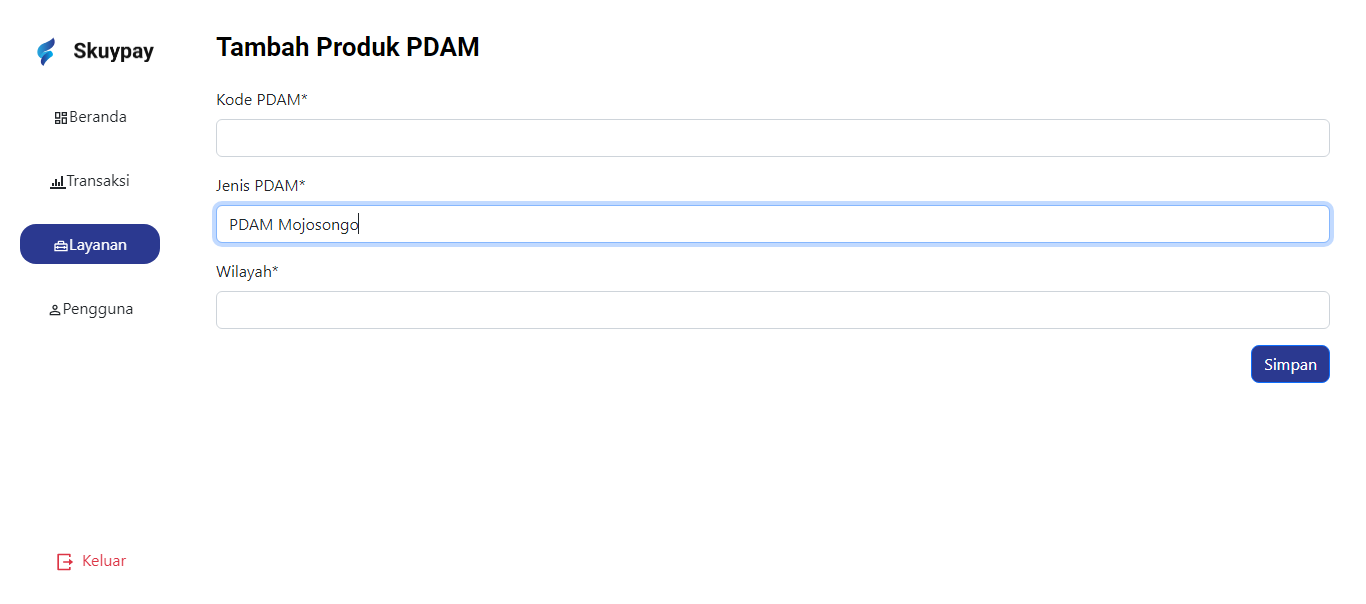 Skuypay
Beranda
Transaksi
Layanan
Pengguna
Keluar
Tambah Produk PDAM
Kode PDAM*
Jenis PDAM*
PDAM Mojosongo
Wilayah*
Simpan